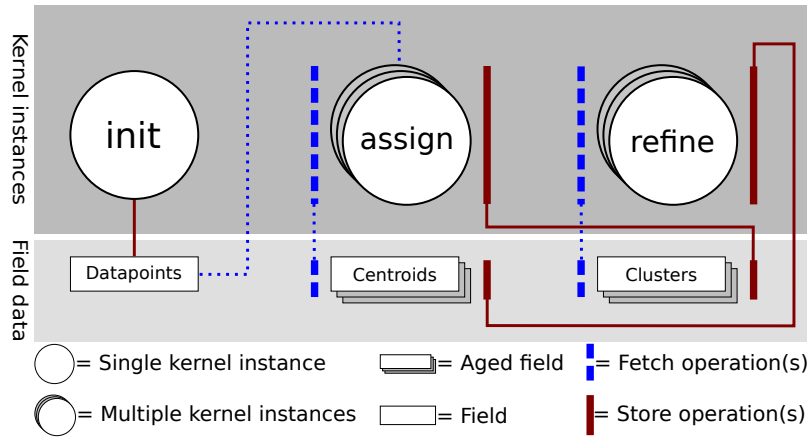 Kernel instances
init
assign
refine
Field data
Datapoints
Centroids
Clusters
= Single kernel instance
= Aged field
= Fetch operation(s)
= Multiple kernel instances
= Field
= Store operation(s)